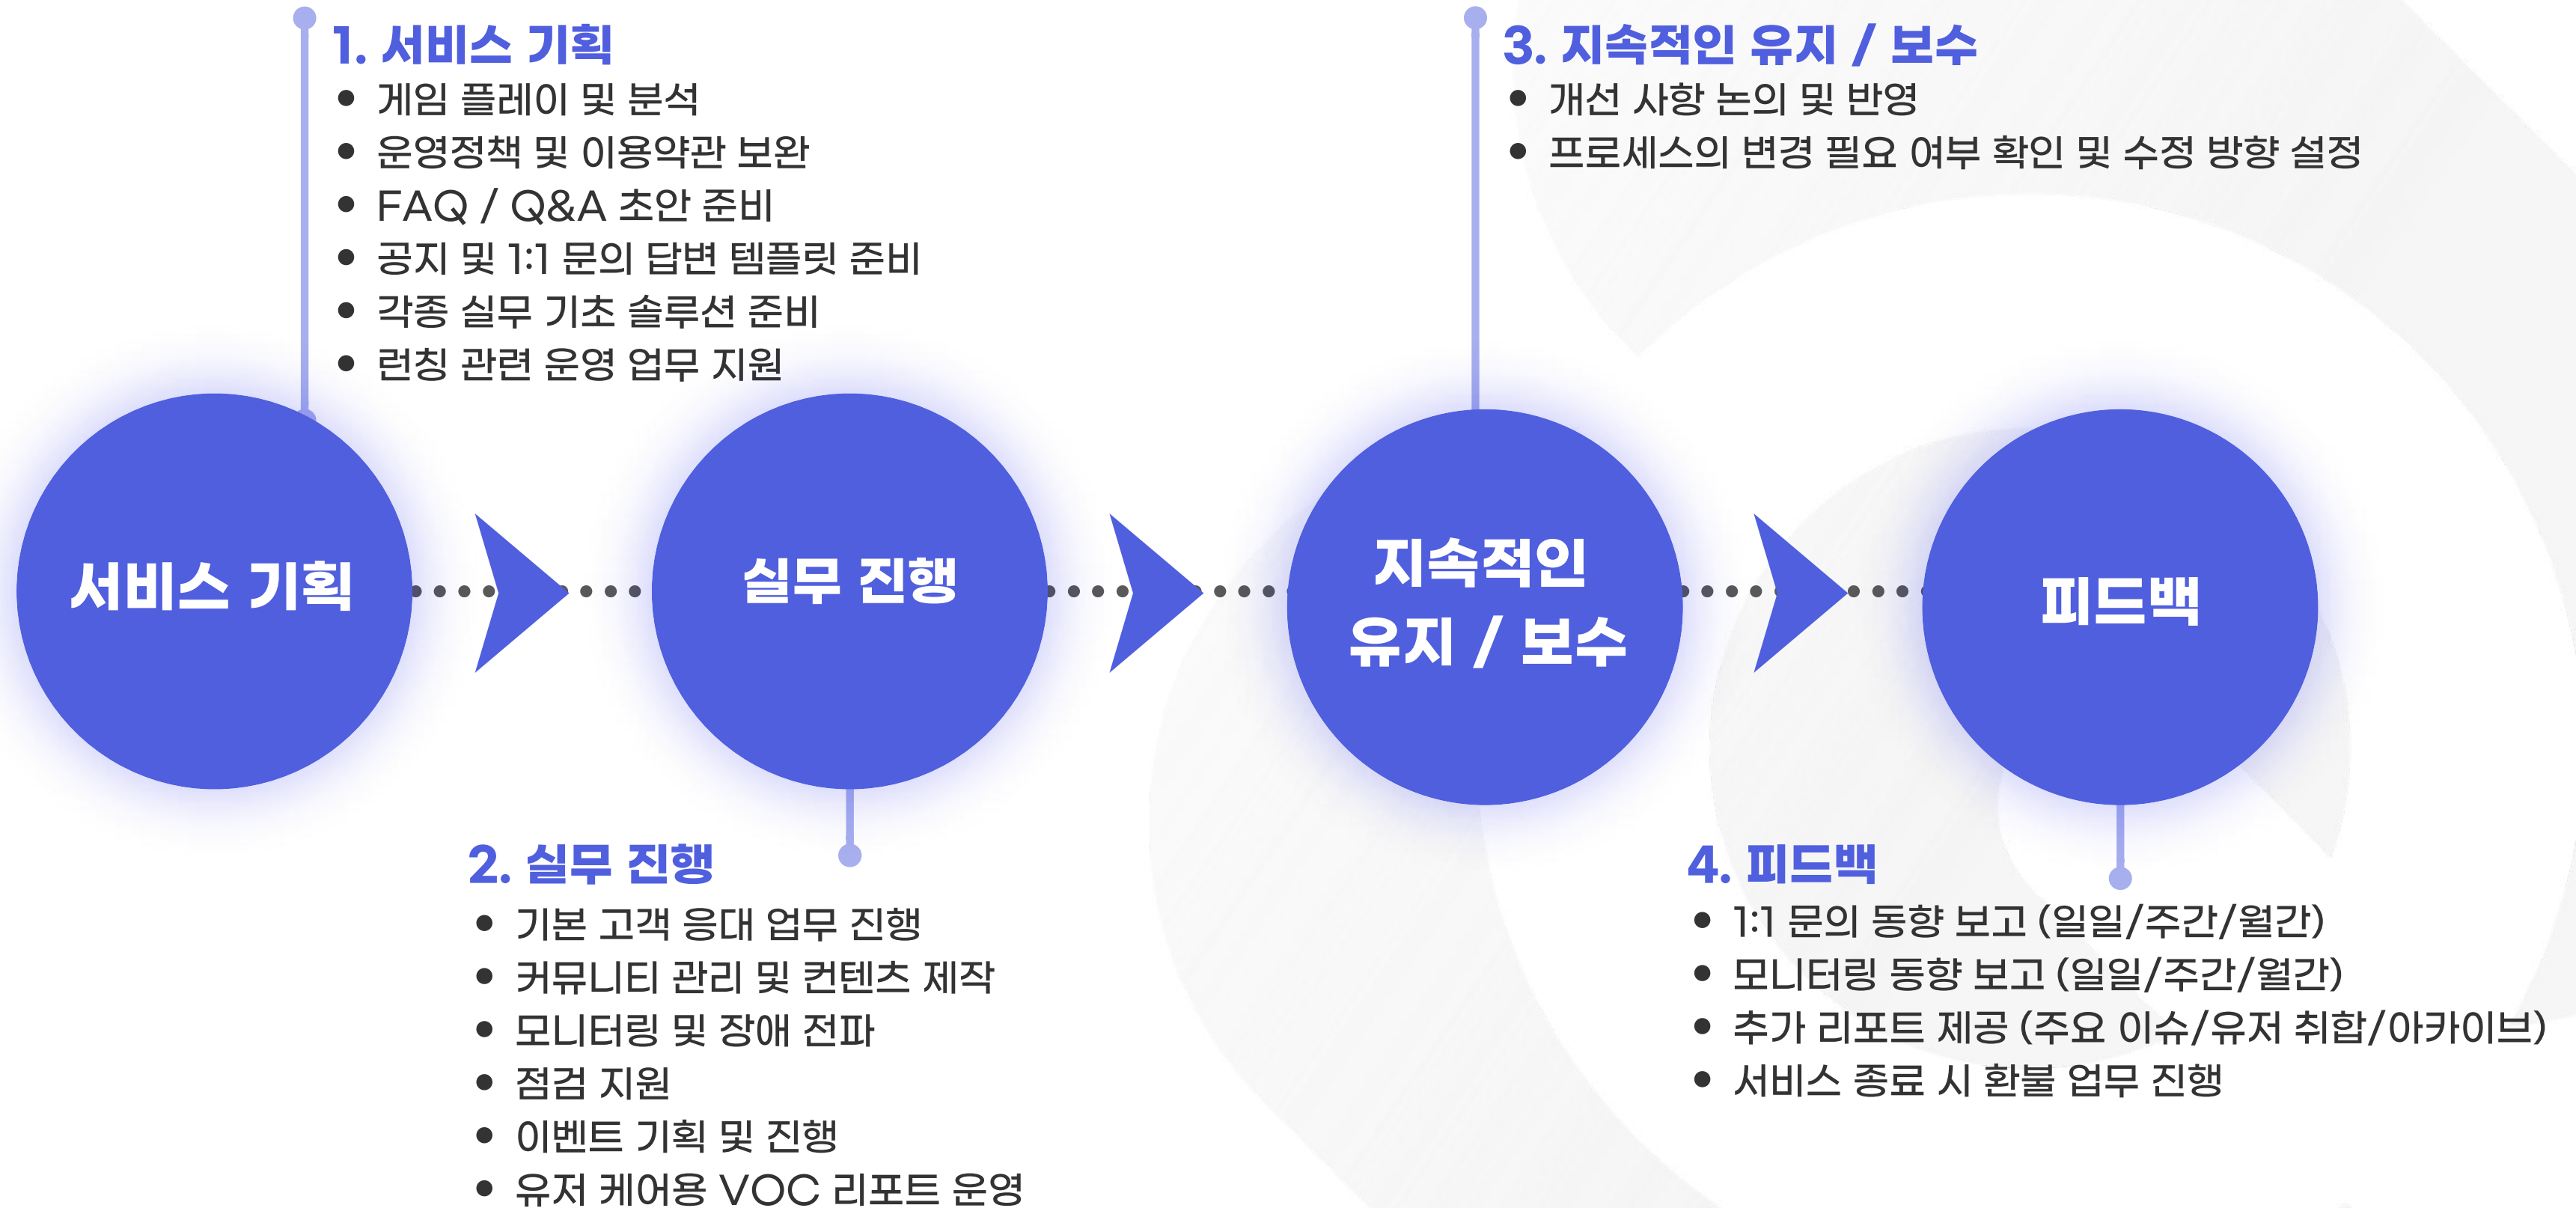 1. 서비스 기획
게임 플레이 및 분석
운영정책 및 이용약관 보완
FAQ / Q&A 초안 준비
공지 및 1:1 문의 답변 템플릿 준비
각종 실무 기초 솔루션 준비
런칭 관련 운영 업무 지원
3. 지속적인 유지 / 보수
개선 사항 논의 및 반영
프로세스의 변경 필요 여부 확인 및 수정 방향 설정
서비스 기획
실무 진행
지속적인
유지 / 보수
피드백
2. 실무 진행
기본 고객 응대 업무 진행
커뮤니티 관리 및 컨텐츠 제작
모니터링 및 장애 전파
점검 지원
이벤트 기획 및 진행
유저 케어용 VOC 리포트 운영
4. 피드백
1:1 문의 동향 보고 (일일/주간/월간)
모니터링 동향 보고 (일일/주간/월간)
추가 리포트 제공 (주요 이슈/유저 취합/아카이브)
서비스 종료 시 환불 업무 진행